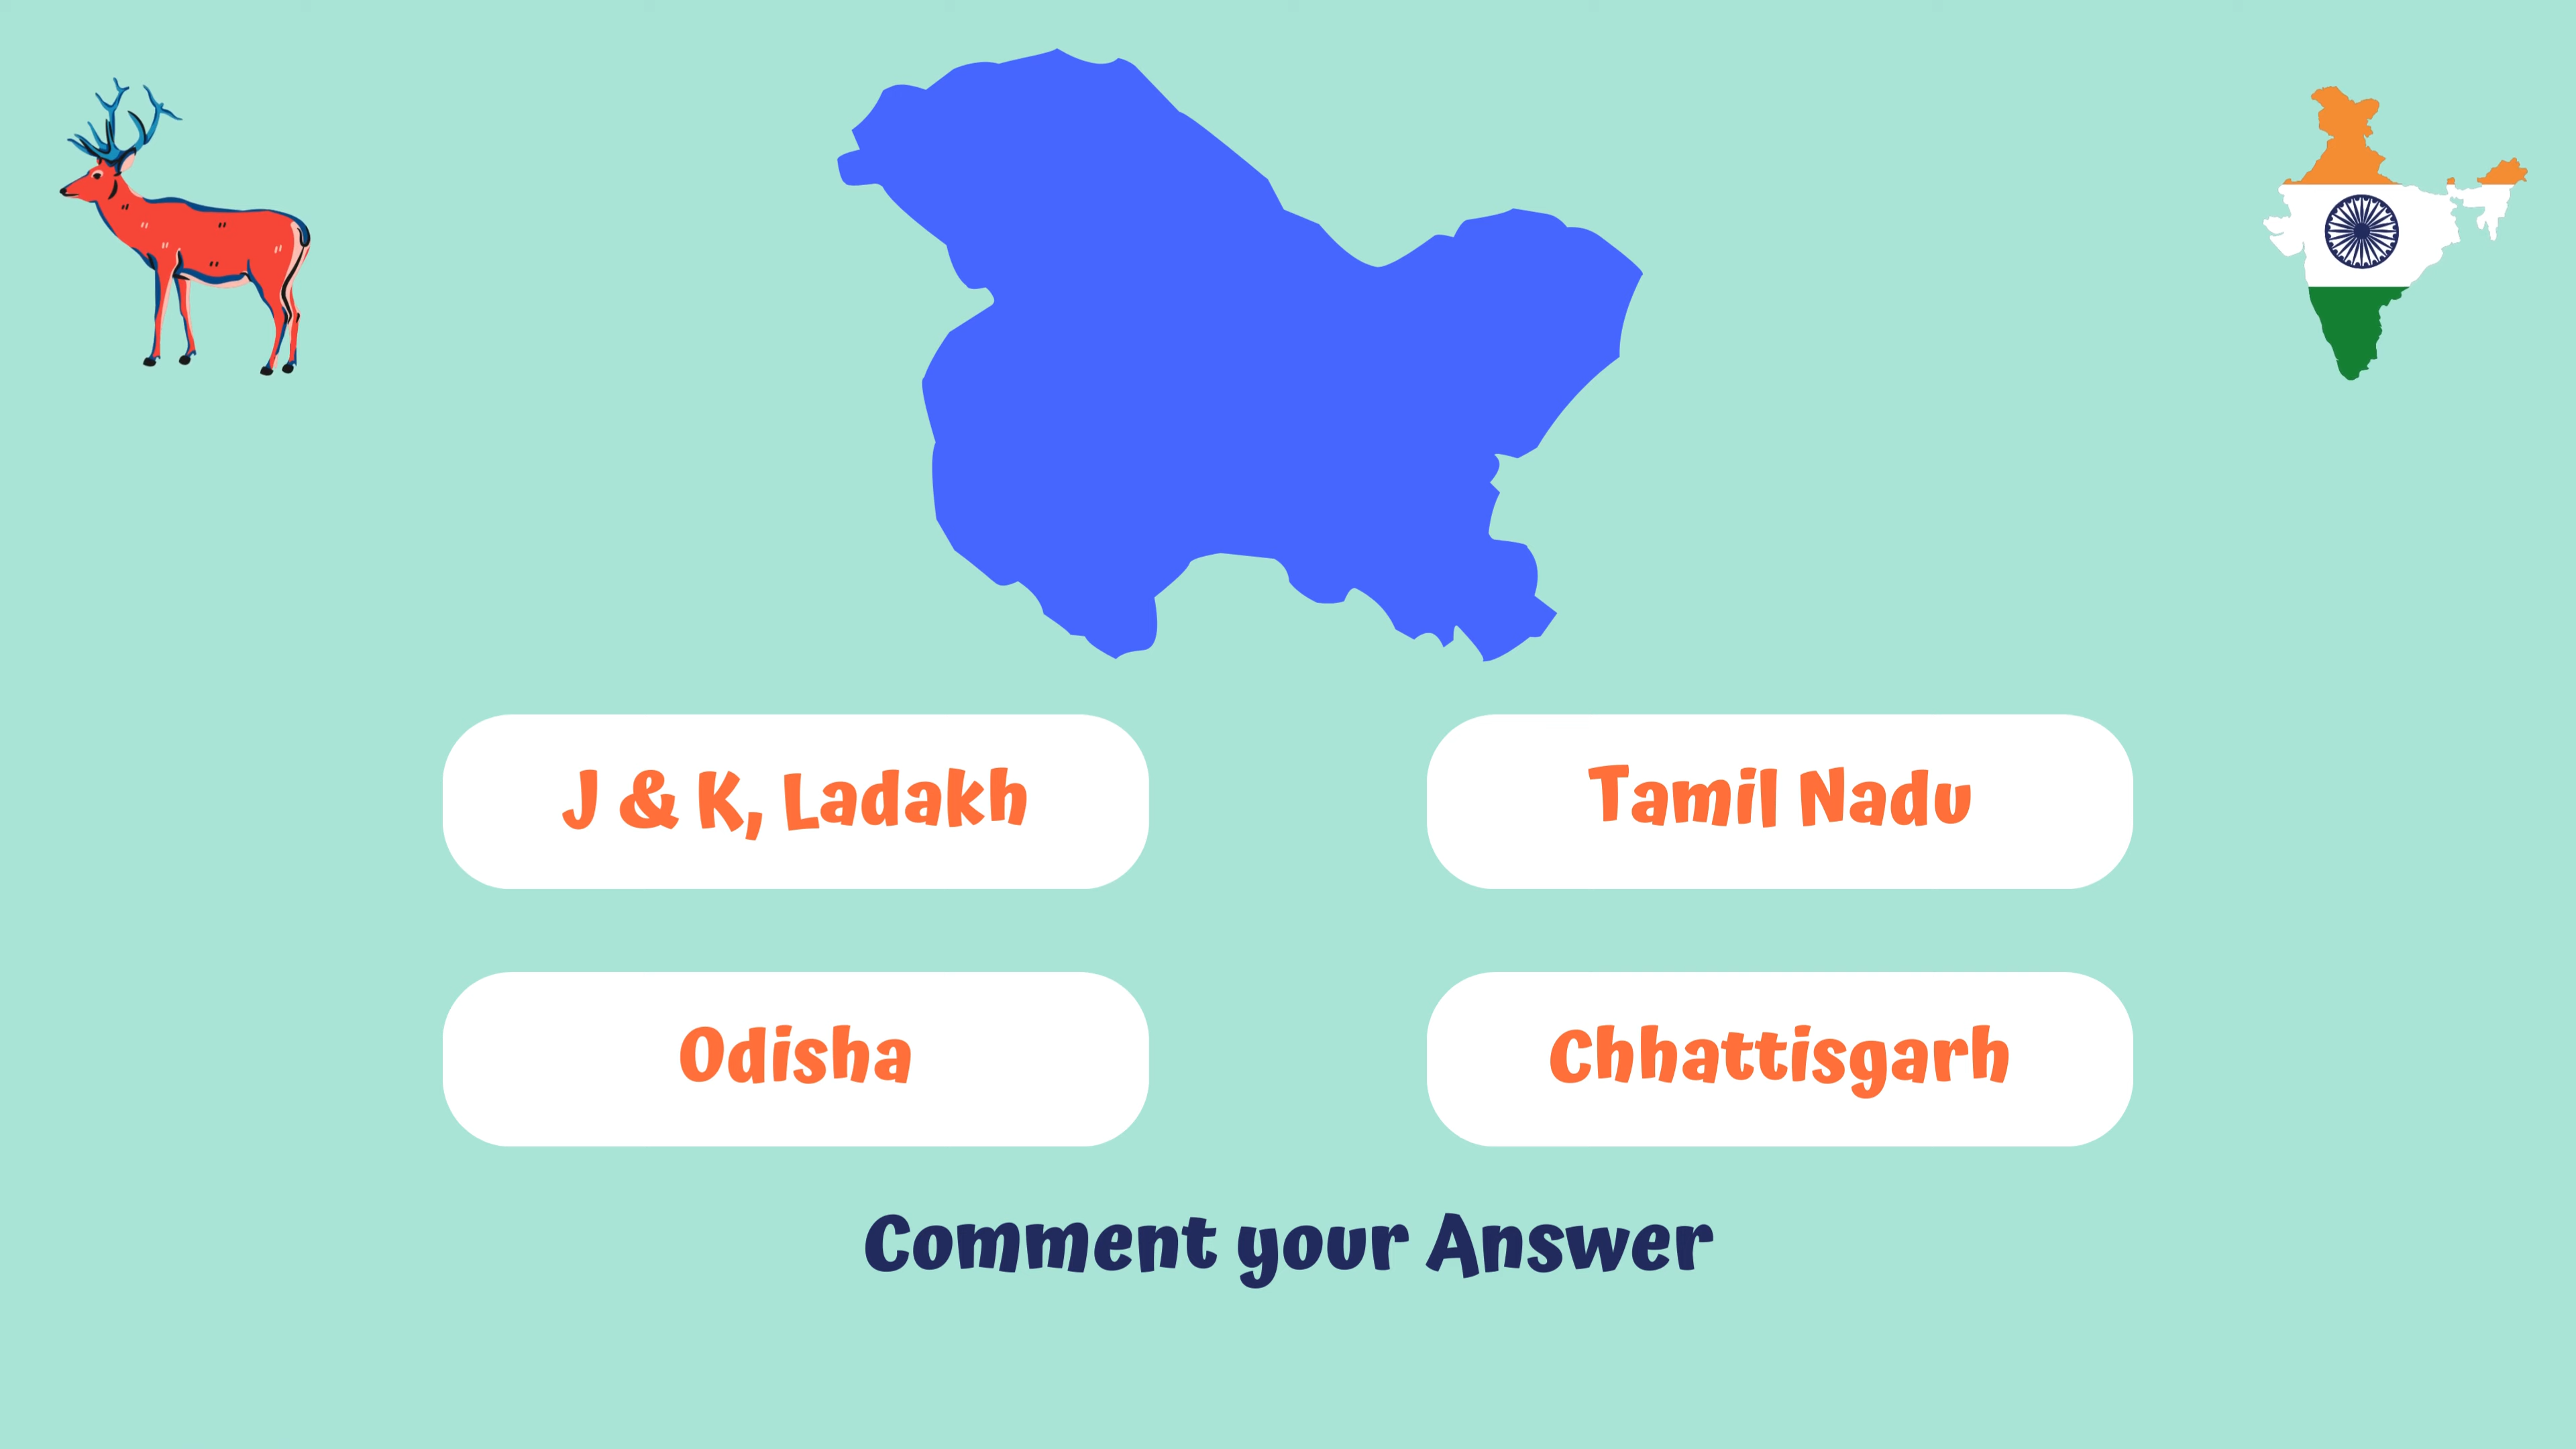 J & K, Ladakh
Tamil Nadu
Odisha
Chhattisgarh
Comment your Answer